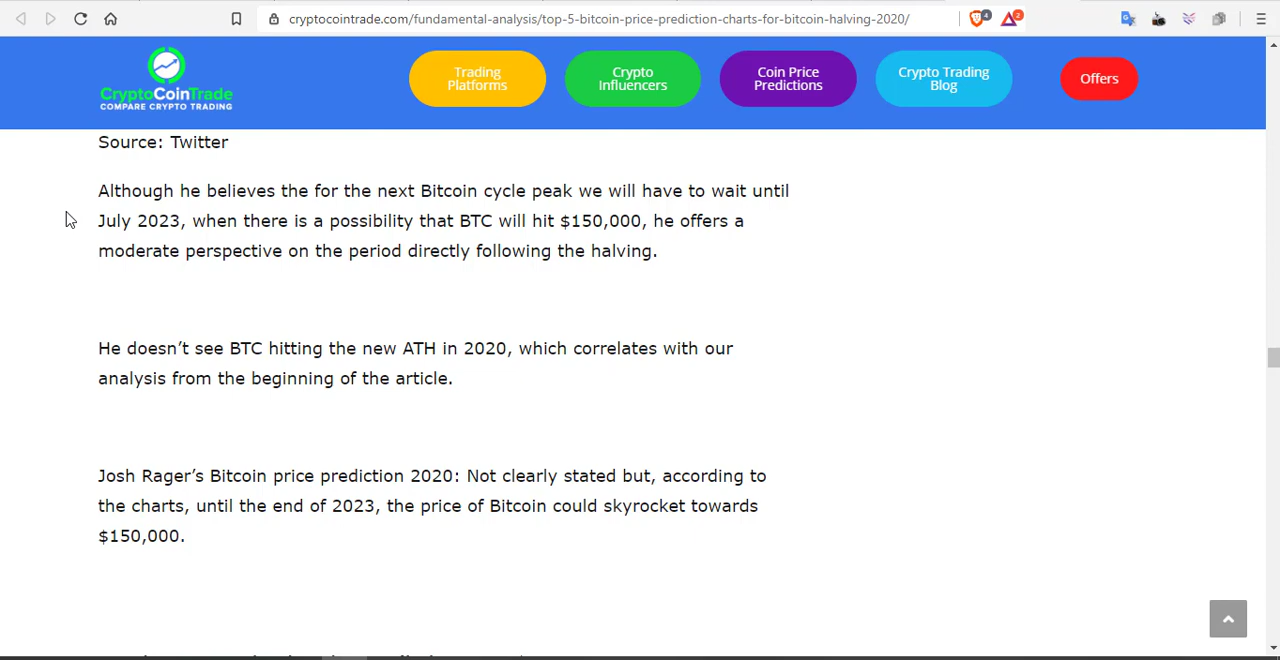 cryptocointrade.com/fundamental-analysis/top-5-bitcoin-price-prediction-charts-for-bitcoin-halving-2020/
4
2
CryptoCoinTrade
COMPARE CRYPTO TRADING
Trading
Platforms
Crypto
Influencers
Coin Price
Predictions
Crypto Trading
Blog
Offers
Source: Twitter
Although he believes the for the next Bitcoin cycle peak we will have to wait until
July 2023, when there is a possibility that BTC will hit $150,000, he offers a
moderate perspective on the period directly following the halving.
He doesn’t see BTC hitting the new ATH in 2020, which correlates with our
analysis from the beginning of the article.
Josh Rager’s Bitcoin price prediction 2020: Not clearly stated but, according to
the charts, until the end of 2023, the price of Bitcoin could skyrocket towards
$150,000.